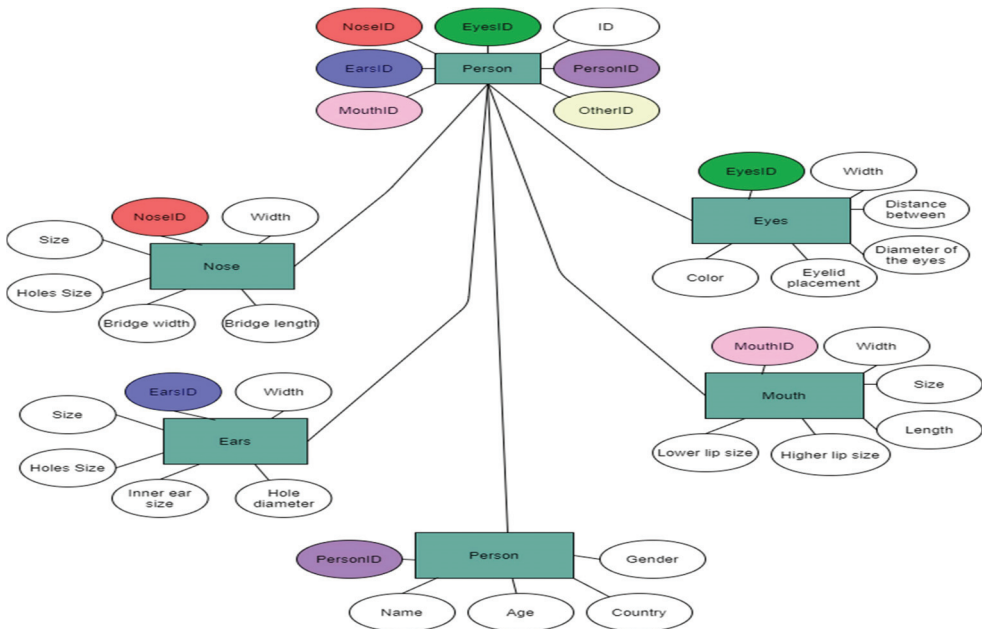 NoseID
EyesID
ID
EarsID
Person
PersonID
MouthID
OtherID
EyesID
Width
Distance
between
Eyes
Diameter of
the eyes
Color
Eyelid
placement
NoseID
Width
Size
Nose
Holes Size
Bridge width
Bridge length
MouthID
Width
Size
Mouth
Length
Lower lip size
Higher lip size
EarsID
Width
Size
Ears
Holes Size
Inner ear
size
Hole
diameter
PersonID
Person
Gender
Name
Age
Country